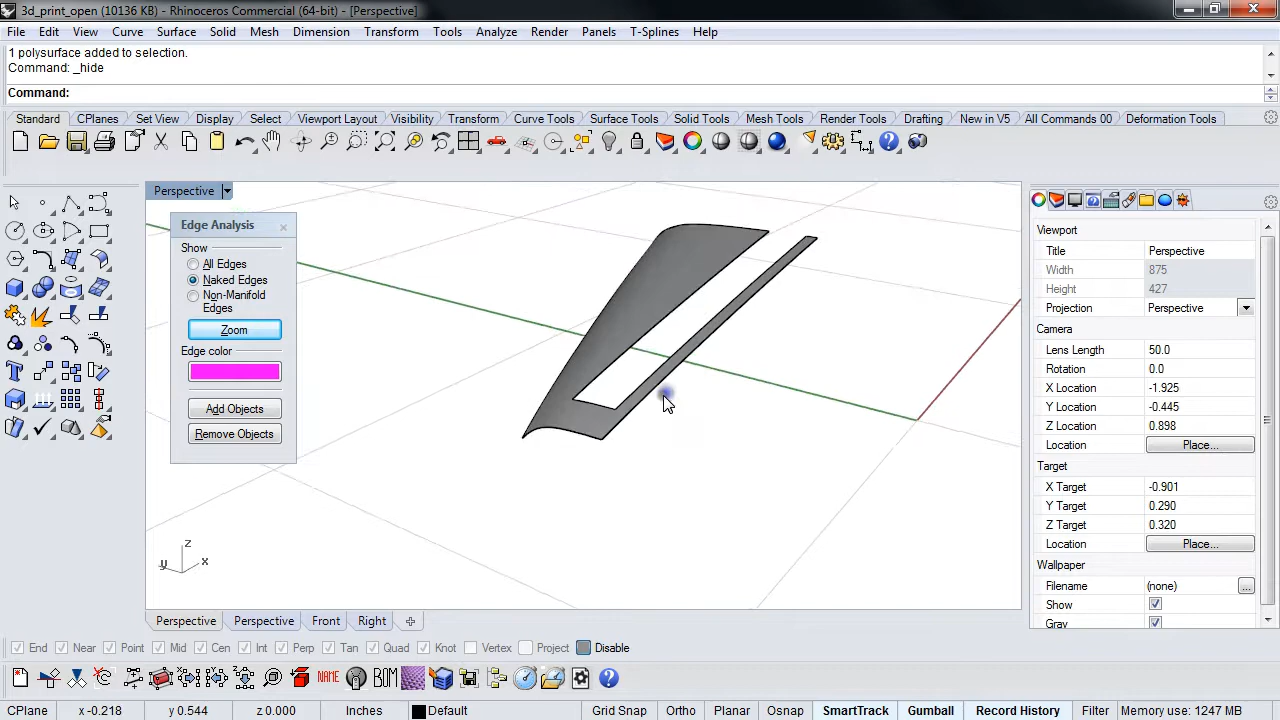 3d_print_open (10136 KB) - Rhinoceros Commercial (64-bit) - [Perspective]
File Edit View Curve Surface Solid Mesh Dimension Transform Tools Analyze Render Panels T-Splines Help
1 polysurface added to selection.
Command: _hide
Command:
Standard CPlanes Set View Display Select Viewport Layout Visibility Transform Curve Tools Surface Tools Solid Tools Mesh Tools Render Tools Drafting New in V5 All Commands 00 Deformation Tools
Perspective
Edge Analysis
Show
All Edges
Naked Edges
Non-Manifold
Edges
Zoom
Edge color
Add Objects
Remove Objects
z
y x
Viewport
Title Perspective
Width 875
Height 427
Projection Perspective
Camera
Lens Length 50.0
Rotation 0.0
X Location -1.925
Y Location -0.445
Z Location 0.898
Location Place...
Target
X Target -0.901
Y Target 0.290
Z Target 0.320
Location Place...
Wallpaper
Filename (none) ...
Show
Gray
Perspective Perspective Front Right
End Near Point Mid Cen Int Perp Tan Quad Knot Vertex Project Disable
NAME BOM
CPlane x -0.218 y 0.544 z 0.000 Inches Default Grid Snap Ortho Planar Osnap SmartTrack Gumball Record History Filter Memory use: 1247 MB